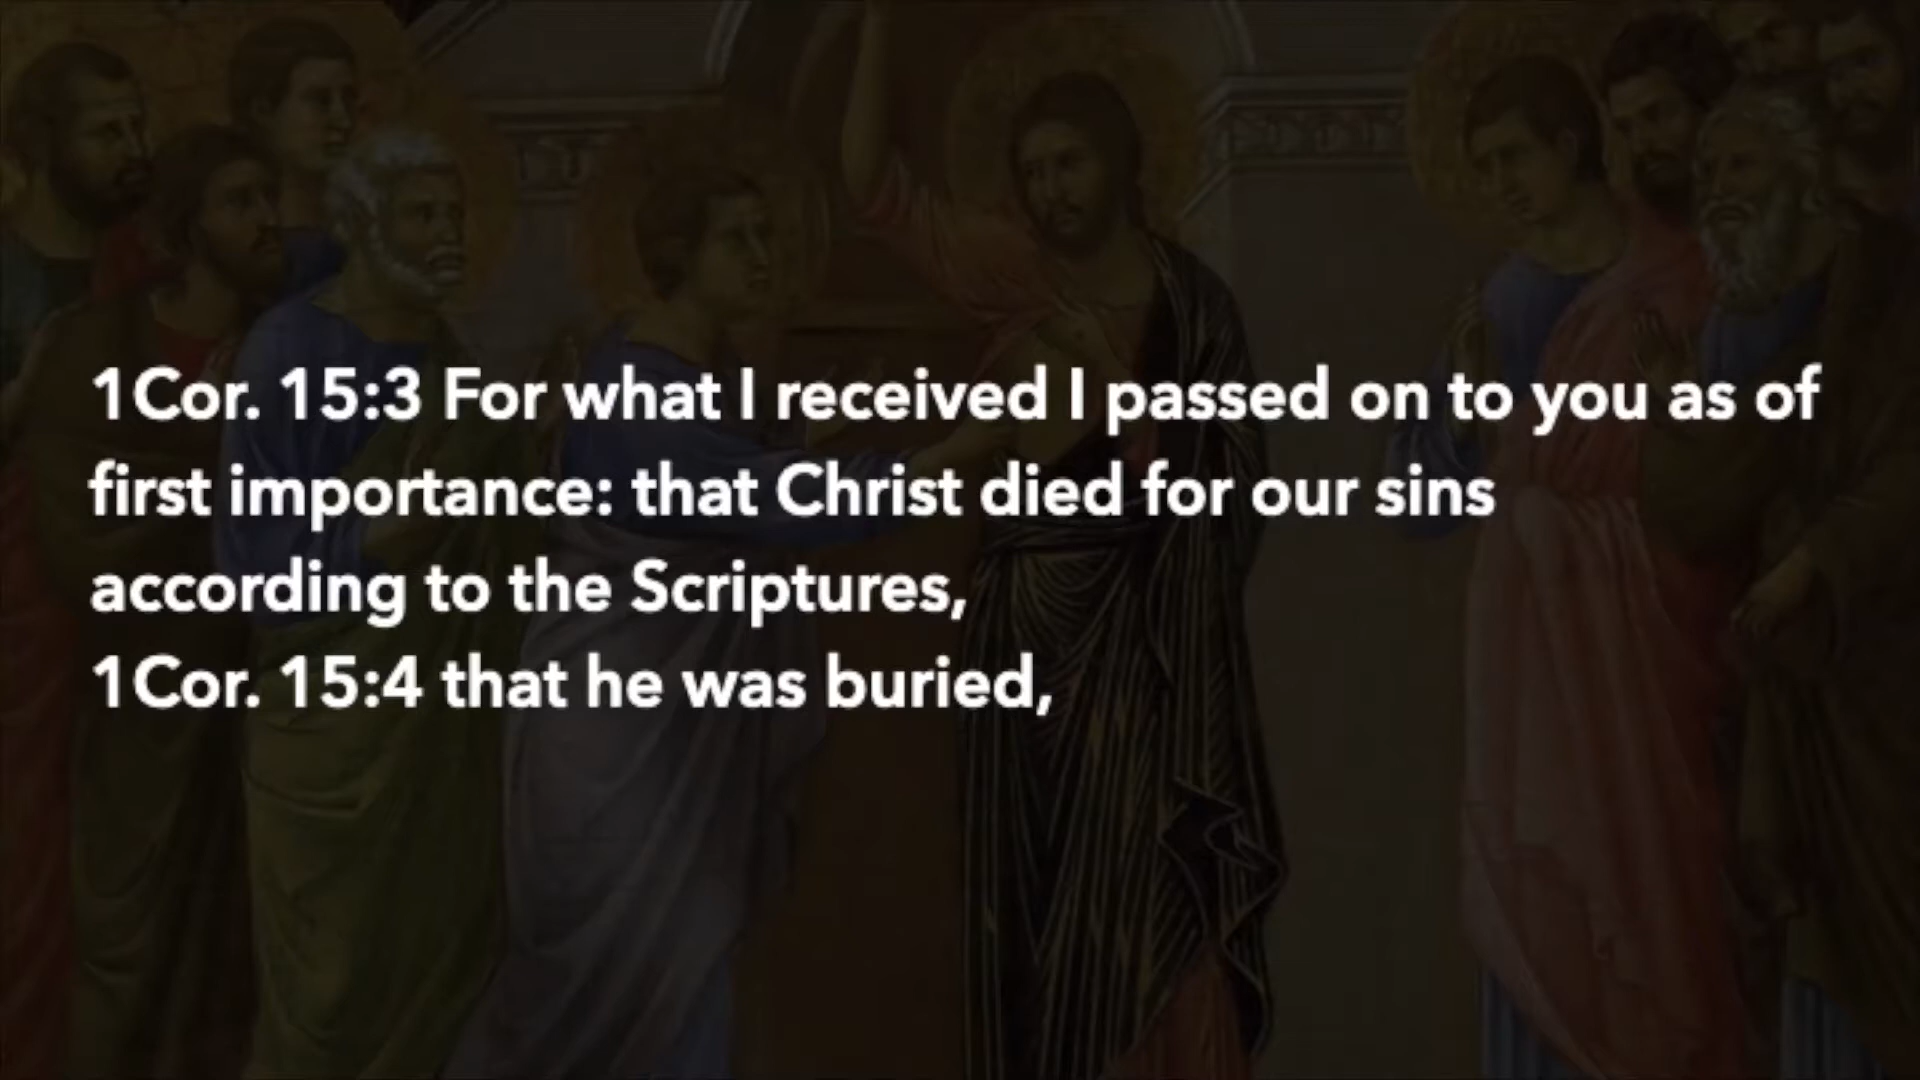 1Cor. 15:3 For what I received I passed on to you as of
first importance: that Christ died for our sins
according to the Scriptures,
1Cor. 15:4 that he was buried,